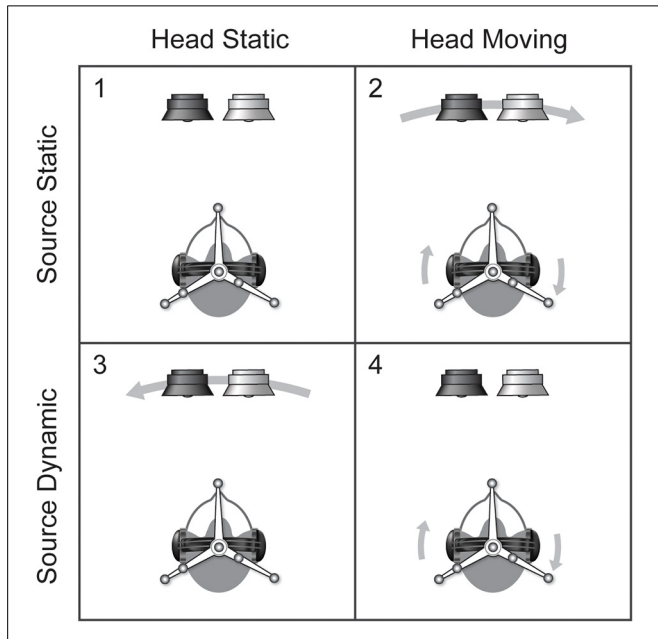 Head Static
Head Moving
Source Static
1
2
Source Dynamic
3
4